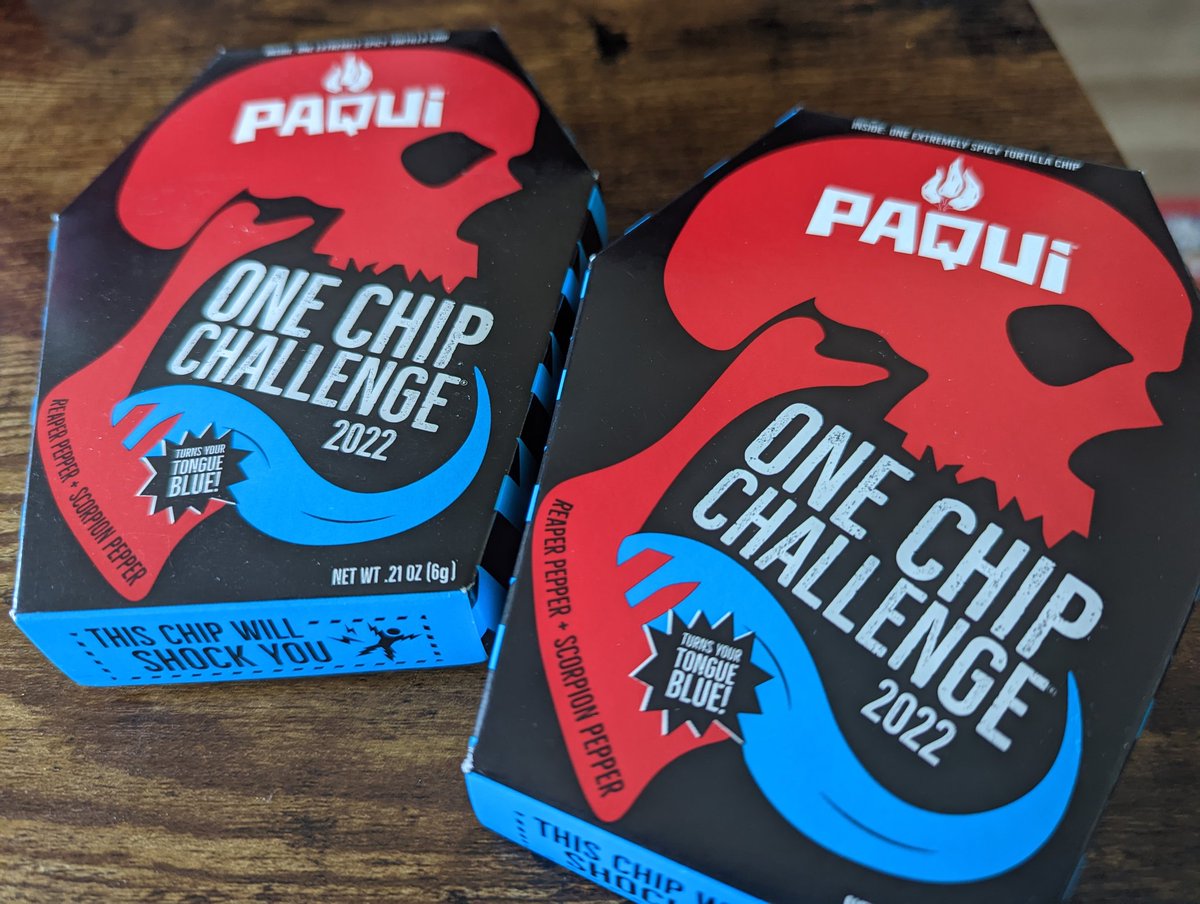 PAQUI
ONE CHIP
CHALLENGE
2022
REAPER PEPPER + SCORPION PEPPER
TURNS YOUR
TONGUE
BLUE!
NET WT .21 OZ (6g)
THIS CHIP WILL
SHOCK YOU
INSIDE: ONE EXTREMELY SPICY TORTILLA CHIP
PAQUI
ONE CHIP
CHALLENGE
2022
REAPER PEPPER + SCORPION PEPPER
TURNS YOUR
TONGUE
BLUE!
THIS CHIP